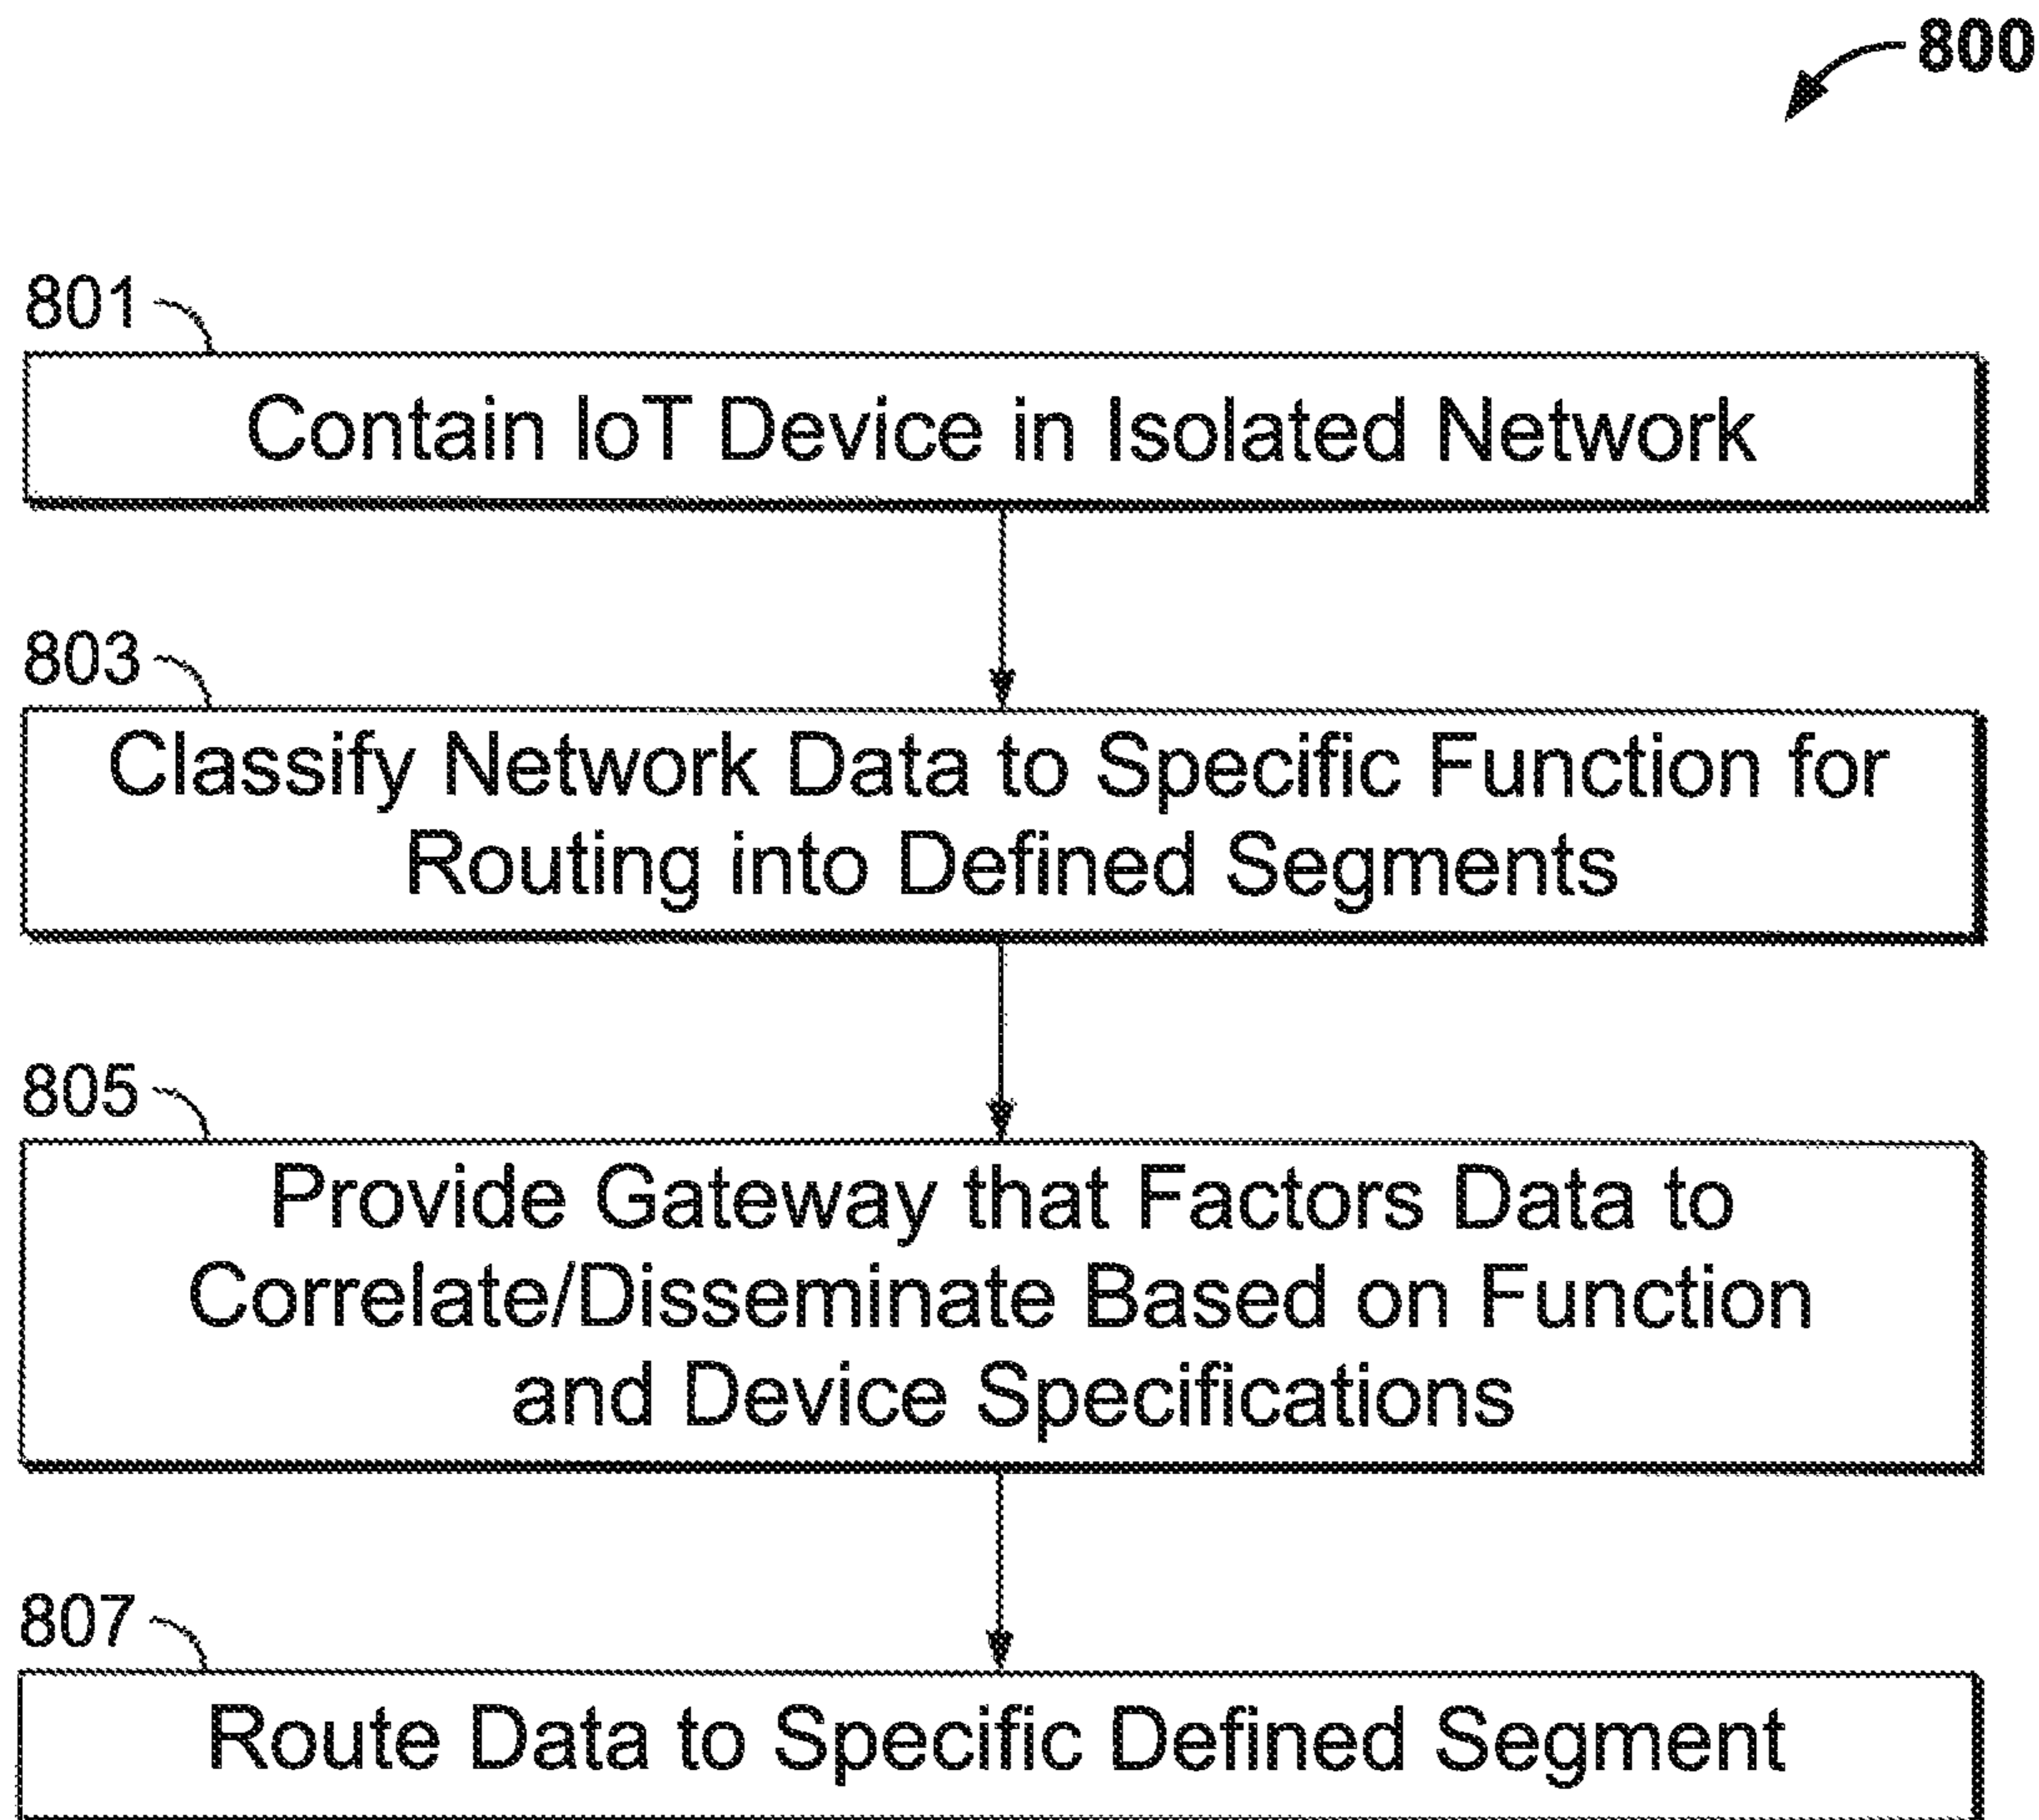 800
801
Contain IoT Device in Isolated Network
803
Classify Network Data to Specific Function for
Routing into Defined Segments
805
Provide Gateway that Factors Data to
Correlate/Disseminate Based on Function
and Device Specifications
807
Route Data to Specific Defined Segment